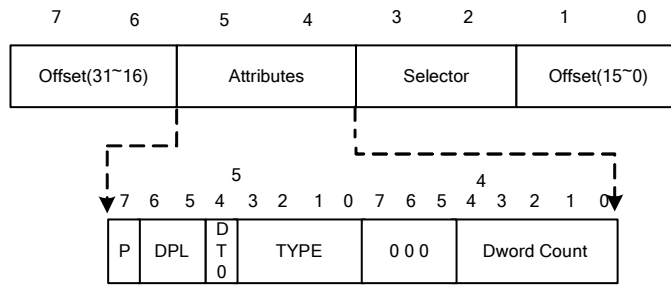 7 6 5 4 3 2 1 0
Offset(31~16) Attributes Selector Offset(15~0)
5 4
7 6 5 4 3 2 1 0 7 6 5 4 3 2 1 0
P DPL D T 0 TYPE 0 0 0 Dword Count